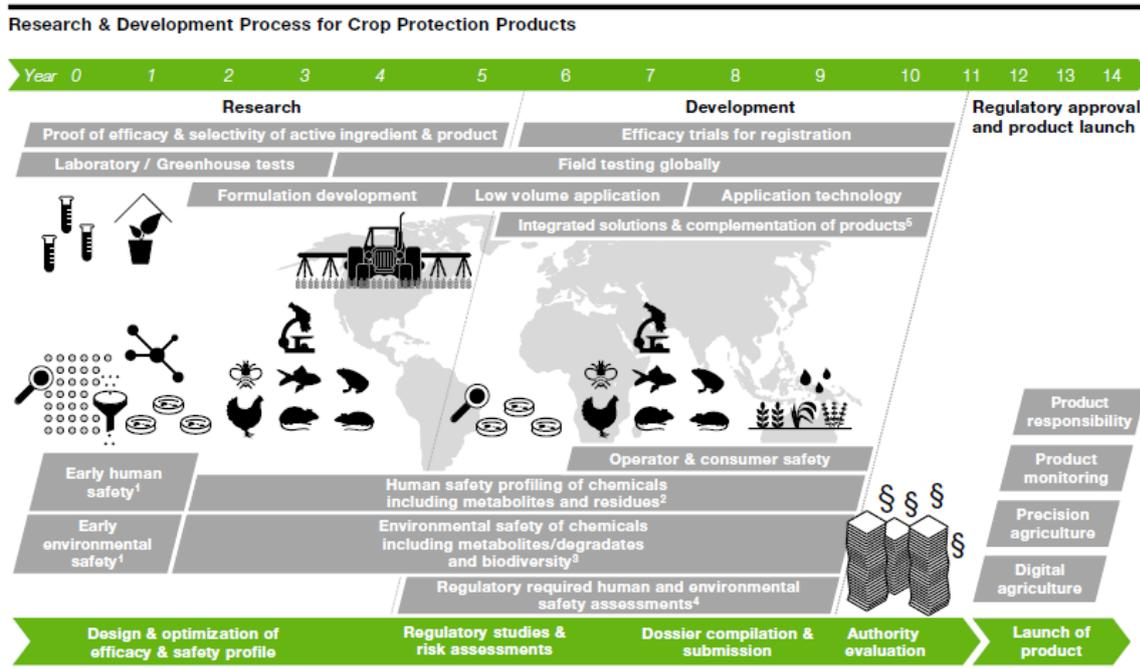 Research & Development Process for Crop Protection Products
Year 0 1 2 3 4 5 6 7 8 9 10 11 12 13 14
Research
Development
Regulatory approval
and product launch
Proof of efficacy & selectivity of active ingredient & product
Efficacy trials for registration
Laboratory / Greenhouse tests
Field testing globally
Formulation development
Low volume application
Application technology
Integrated solutions & complementation of products⁵
Product
responsibility
Product
monitoring
Precision
agriculture
Digital
agriculture
Operator & consumer safety
Early human
safety¹
Human safety profiling of chemicals
including metabolites and residues²
Early
environmental
safety¹
Environmental safety of chemicals
including metabolites/degradates
and biodiversity³
Regulatory required human and environmental
safety assessments⁴
§ § § §
Design & optimization of
efficacy & safety profile
Regulatory studies &
risk assessments
Dossier compilation &
submission
Authority
evaluation
Launch of
product